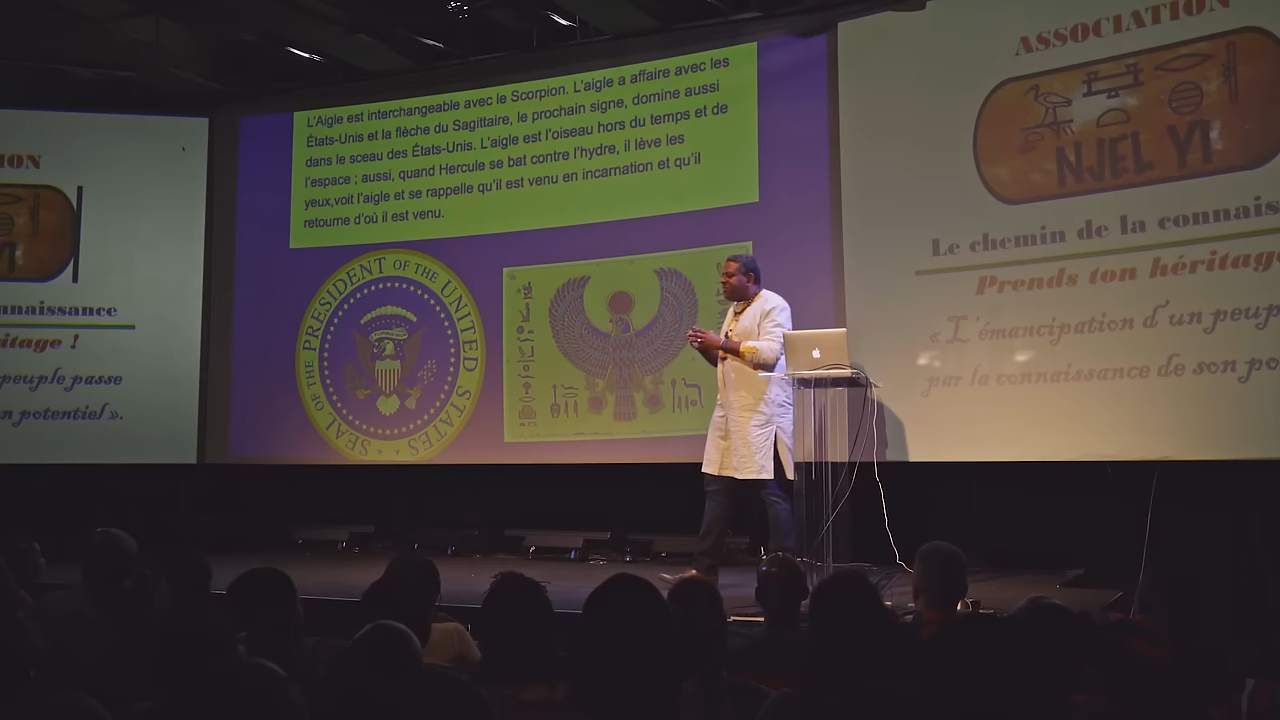 ION
nnaissance
itage !
peuple passe
n potentiel ».
L'Aigle est interchangeable avec le Scorpion. L'aigle a affaire avec les
États-Unis et la flèche du Sagittaire, le prochain signe, domine aussi
dans le sceau des États-Unis. L'aigle est l'oiseau hors du temps et de
l'espace ; aussi, quand Hercule se bat contre l'hydre, il lève les
yeux,voit l'aigle et se rappelle qu'il est venu en incarnation et qu'il
retourne d'où il est venu.
SEAL OF THE PRESIDENT OF THE UNITED STATES
ASSOCIATION
NJEL YI
Le chemin de la connais
Prends ton héritag
« L'émancipation d'un peup
par la connaissance de son po